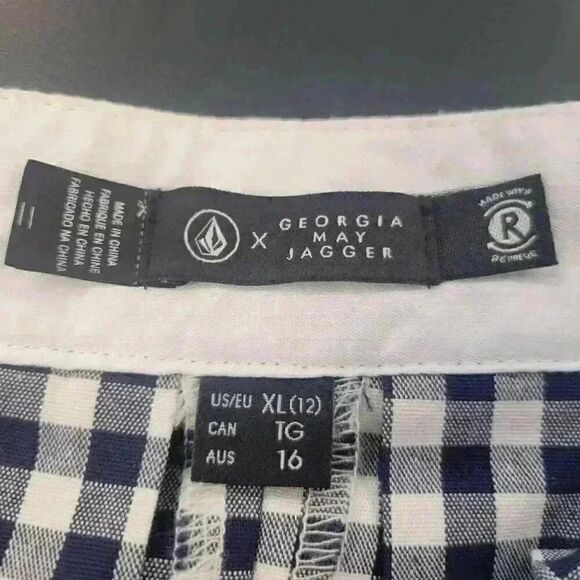 MADE IN CHINA
FABRIQUE EN CHINE
HECHO EN CHINA
FABRICADO NA CHINA
X GEORGIA
MAY
JAGGER
MADE WITH
R
REPREVE
US/EU XL(12)
CAN TG
AUS 16